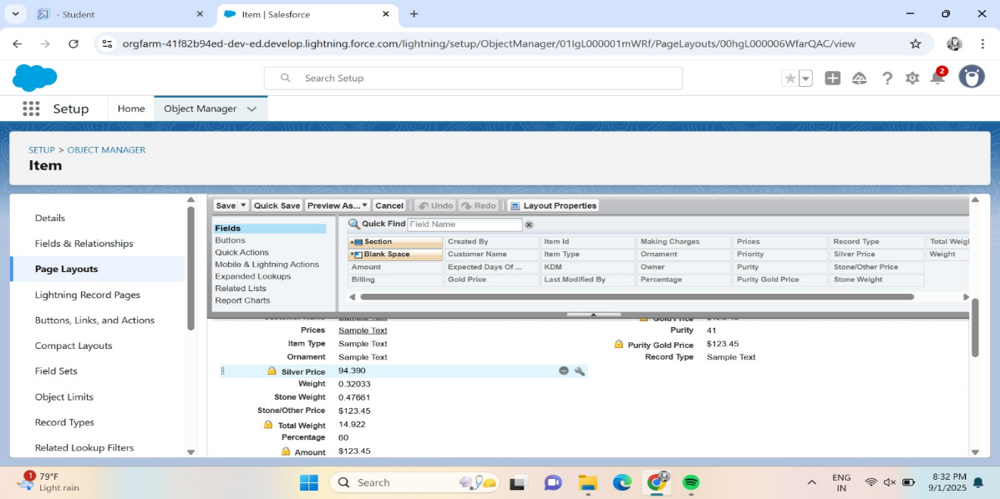 - Student
Item | Salesforce
orgfarm-41f82b94ed-dev-ed.develop.lightning.force.com/lightning/setup/ObjectManager/01IgL000001mWRf/PageLayouts/00hgL000006WfarQAC/view
Search Setup
2
Setup
Home
Object Manager
SETUP > OBJECT MANAGER
Item
Details
Fields & Relationships
Page Layouts
Lightning Record Pages
Buttons, Links, and Actions
Compact Layouts
Field Sets
Object Limits
Record Types
Related Lookup Filters
Save Quick Save Preview As... Cancel Undo Redo Layout Properties
Fields
Buttons
Quick Actions
Mobile & Lightning Actions
Expanded Lookups
Related Lists
Report Charts
Quick Find Field Name
Section Created By Item Id Making Charges Prices Record Type Total Weigl
Blank Space Customer Name Item Type Ornament Priority Silver Price Weight
Amount Expected Days Of ... KDM Owner Purity Stone/Other Price
Billing Gold Price Last Modified By Percentage Purity Gold Price Stone Weight
Customer Name Sample Text Gold Price $123.45
Prices Sample Text Purity 41
Item Type Sample Text Purity Gold Price $123.45
Ornament Sample Text Record Type Sample Text
Silver Price 94.390
Weight 0.32033
Stone Weight 0.47661
Stone/Other Price $123.45
Total Weight 14.922
Percentage 60
Amount $123.45
1
79°F
Light rain
Search
ENG
IN
8:32 PM
9/1/2025